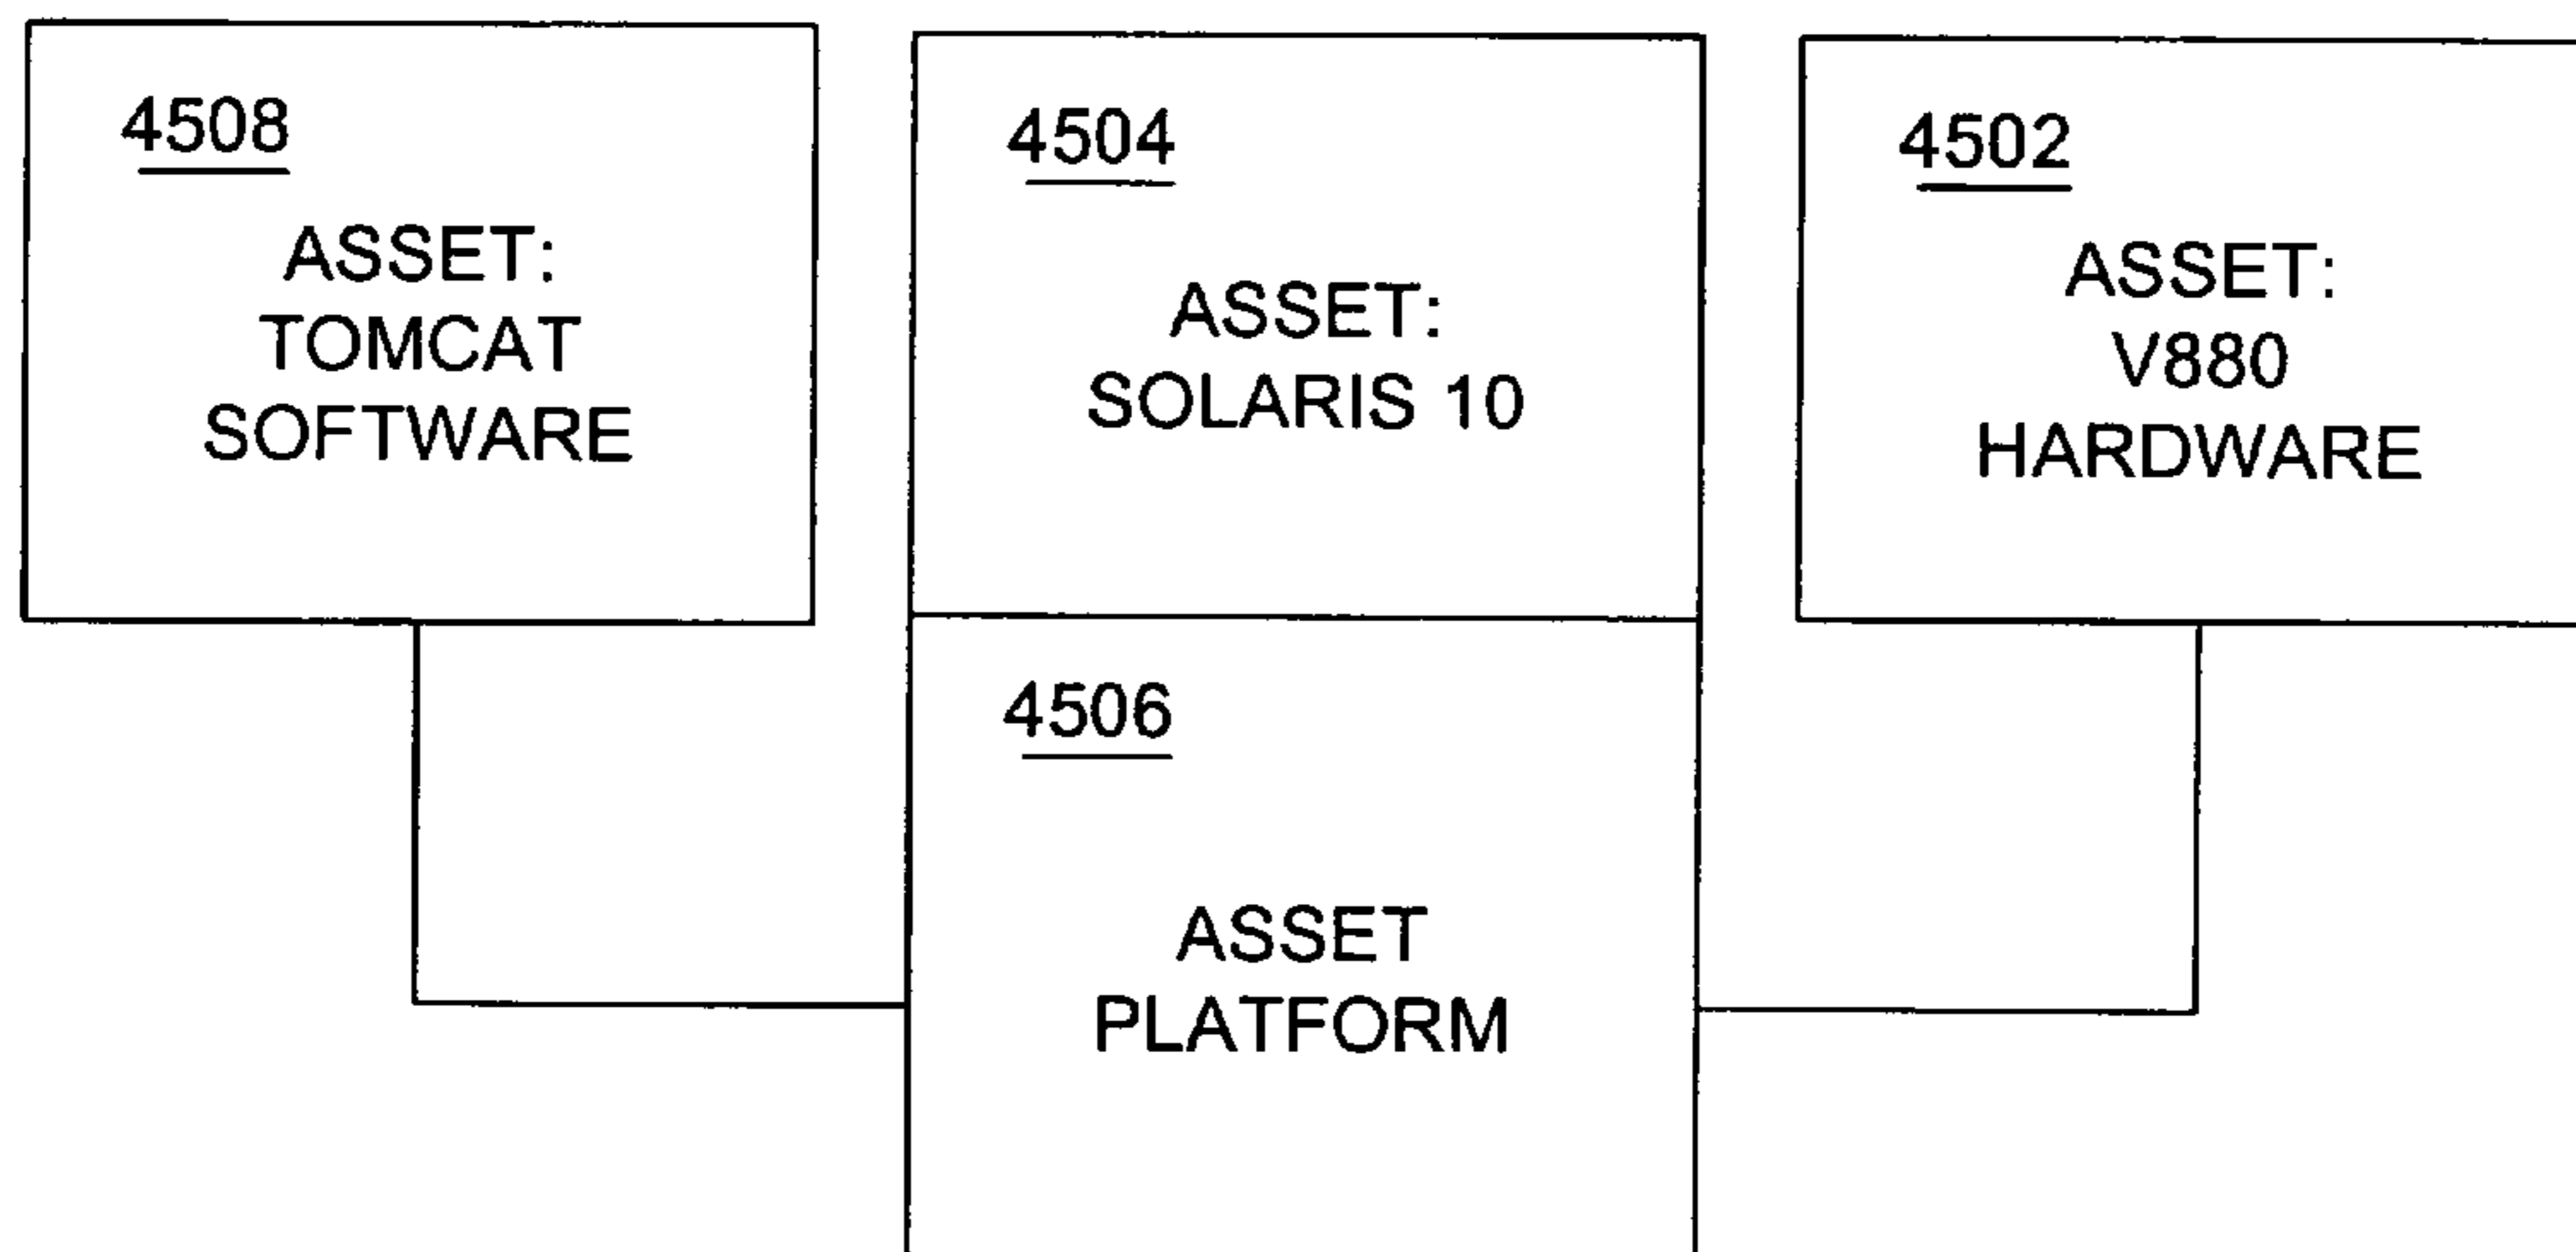 4508
ASSET:
TOMCAT
SOFTWARE
4504
ASSET:
SOLARIS 10
4502
ASSET:
V880
HARDWARE
4506
ASSET
PLATFORM